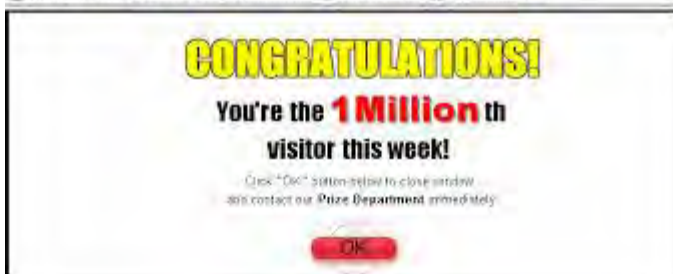 CONGRATULATIONS!
You're the 1 Million th
visitor this week!
Click "OK" button below to close window
and contact our Prize Department immediately
OK